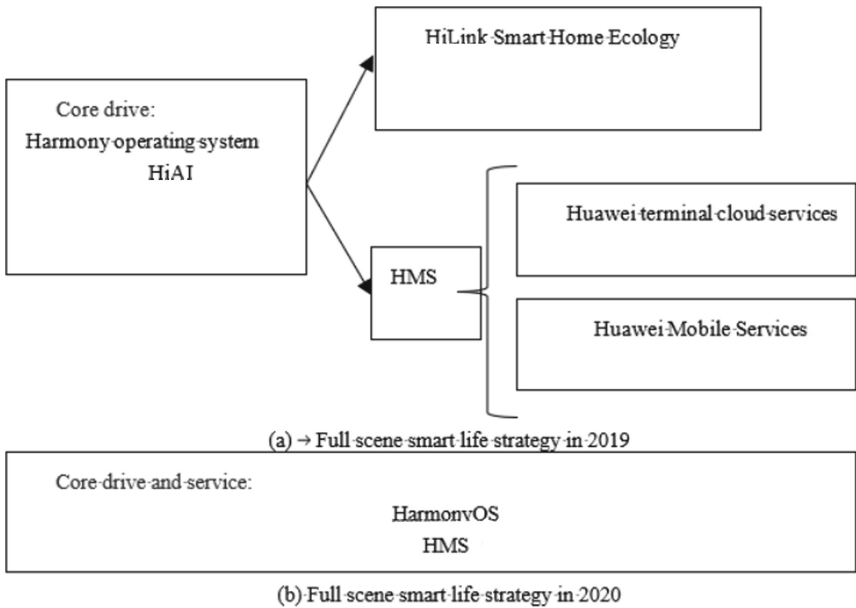 HiLink Smart Home Ecology
Core drive:
Harmony operating system
HiAI
Huawei terminal cloud services
HMS
Huawei Mobile Services
(a) → Full scene smart life strategy in 2019
Core drive and service:
HarmonvOS
HMS
(b) Full scene smart life strategy in 2020